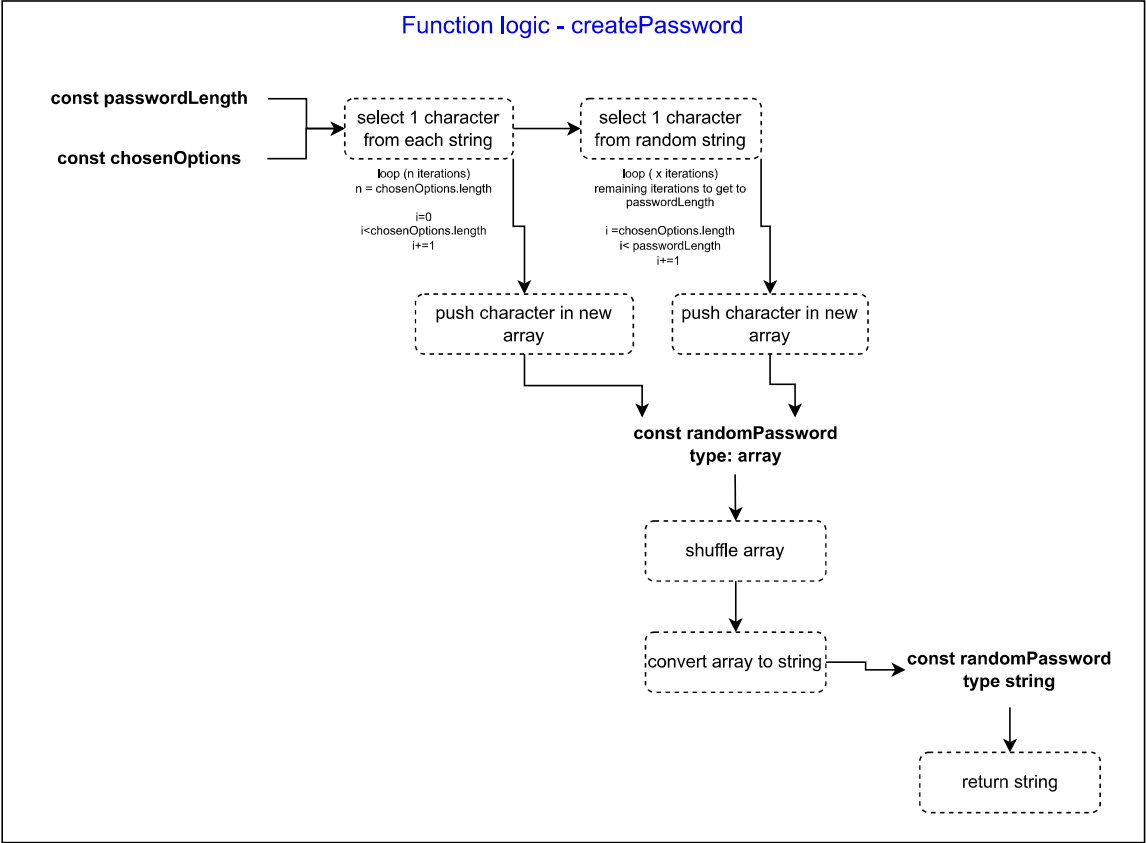 Function logic - createPassword
const passwordLength
const chosenOptions
select 1 character
from each string
select 1 character
from random string
loop (n iterations)
n = chosenOptions.length
i=0
i<chosenOptions.length
i+=1
loop ( x iterations)
remaining iterations to get to
passwordLength
i =chosenOptions.length
i< passwordLength
i+=1
push character in new
array
push character in new
array
const randomPassword
type: array
shuffle array
convert array to string
const randomPassword
type string
return string